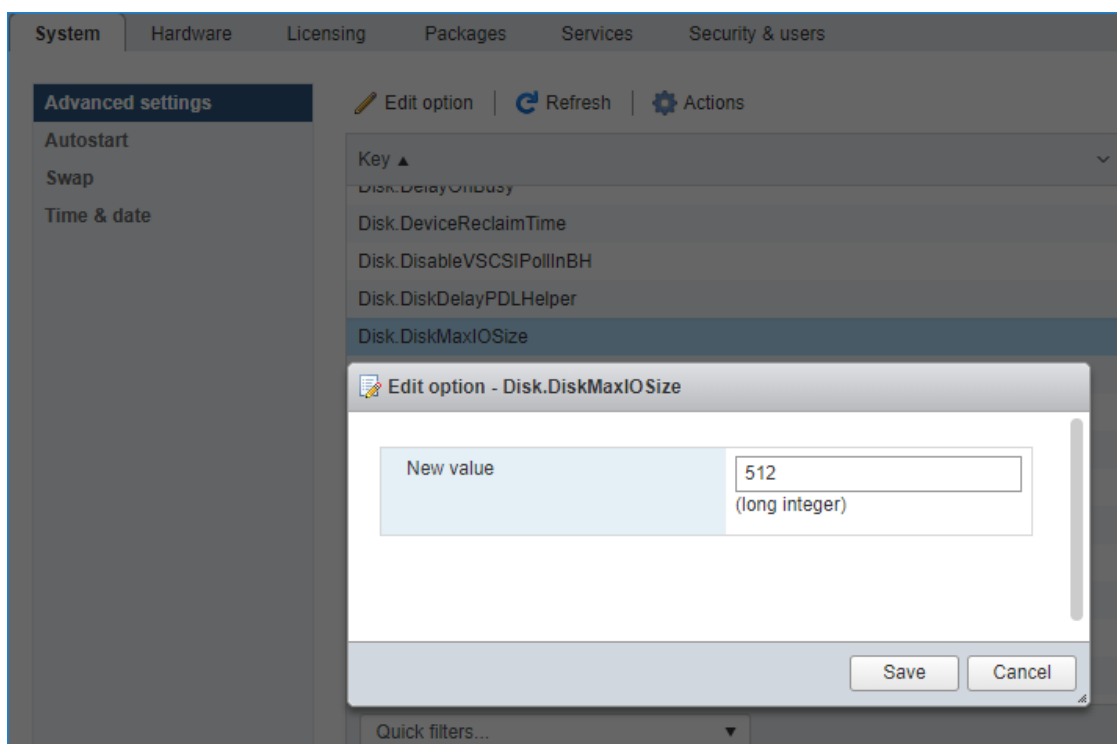 System Hardware Licensing Packages Services Security & users
Advanced settings
Autostart
Swap
Time & date
Edit option Refresh Actions
Key ▲
Disk.DelayOnBusy
Disk.DeviceReclaimTime
Disk.DisableVSCSIPollInBH
Disk.DiskDelayPDLHelper
Disk.DiskMaxIOSize
Edit option - Disk.DiskMaxIOSize
New value
512
(long integer)
Save Cancel
Quick filters...